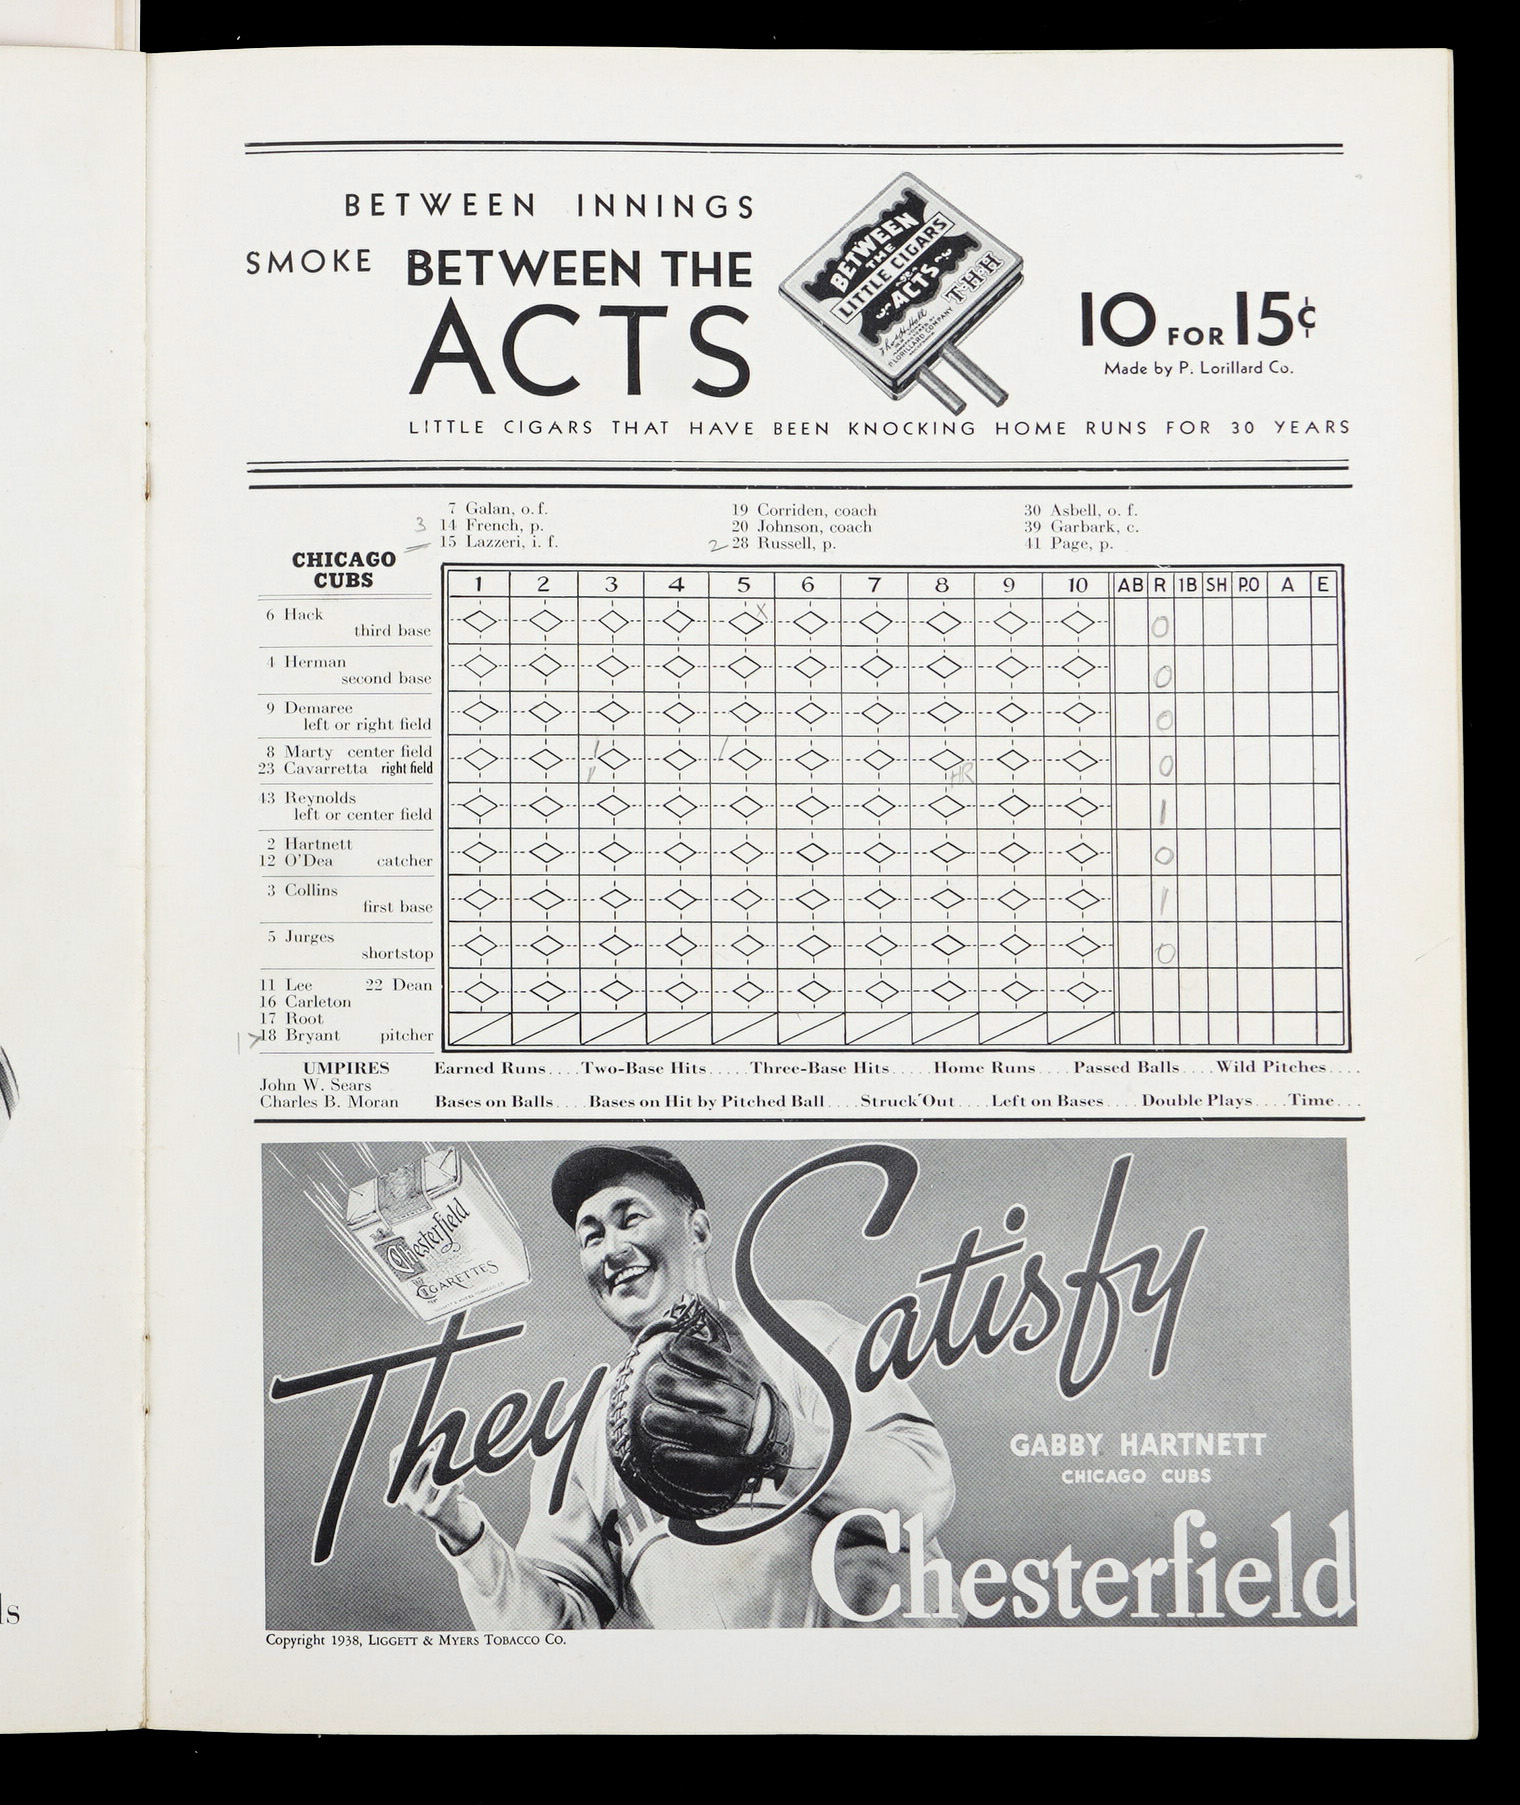 BETWEEN INNINGS
SMOKE BETWEEN THE
ACTS
BETWEEN
THE
LITTLE CIGARS
ACTS
T·H·H
P. LORILLARD COMPANY
10 FOR 15¢
Made by P. Lorillard Co.
LITTLE CIGARS THAT HAVE BEEN KNOCKING HOME RUNS FOR 30 YEARS
7 Galan, o. f. 19 Corriden, coach 30 Asbell, o. f.
3 14 French, p. 20 Johnson, coach 39 Garbark, c.
15 Lazzeri, i. f. 2 28 Russell, p. 41 Page, p.
CHICAGO
CUBS
1 2 3 4 5 6 7 8 9 10 AB R 1B SH P.O A E
6 Hack X
third base 0
4 Herman
second base 0
9 Demaree
left or right field 0
8 Marty center field
23 Cavarretta right field HR 0
43 Reynolds
left or center field 1
2 Hartnett
12 O'Dea catcher 0
3 Collins
first base 1
5 Jurges
shortstop 0
11 Lee 22 Dean
16 Carleton
17 Root
1 > 18 Bryant pitcher
UMPIRES
John W. Sears
Charles B. Moran
Earned Runs....Two-Base Hits.....Three-Base Hits.....Home Runs....Passed Balls....Wild Pitches....
Bases on Balls....Bases on Hit by Pitched Ball....Struck Out....Left on Bases....Double Plays....Time...
Chesterfield
CIGARETTES
They Satisfy
GABBY HARTNETT
CHICAGO CUBS
Chesterfield
Copyright 1938, LIGGETT & MYERS TOBACCO CO.
ls